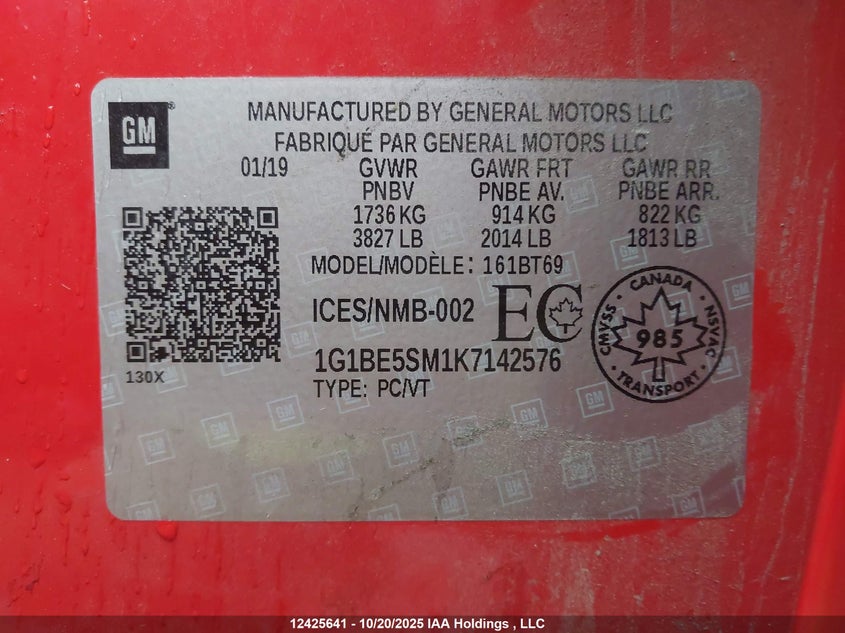 GM
MANUFACTURED BY GENERAL MOTORS LLC
FABRIQUÉ PAR GENERAL MOTORS LLC
01/19 GVWR GAWR FRT GAWR RR
PNBV PNBE AV. PNBE ARR.
1736 KG 914 KG 822 KG
3827 LB 2014 LB 1813 LB
MODEL/MODÈLE: 161BT69
ICES/NMB-002 EC
CANADA
CMVSS 985 NSVAC
TRANSPORT
1G1BE5SM1K7142576
130X
TYPE: PC/VT
12425641 - 10/20/2025 IAA Holdings , LLC